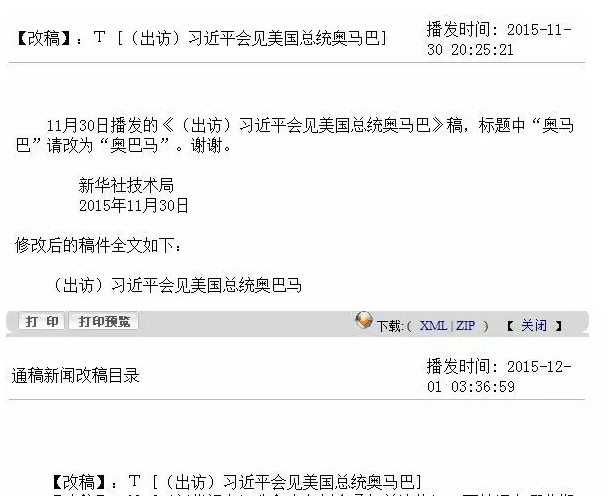 【改稿】：T [（出访）习近平会见美国总统奥马巴]
播发时间: 2015-11-
30 20:25:21
11月30日播发的《（出访）习近平会见美国总统奥马巴》稿，标题中“奥马
巴”请改为“奥巴马”。谢谢。
新华社技术局
2015年11月30日
修改后的稿件全文如下：
（出访）习近平会见美国总统奥巴马
打 印 打印预览 下载:( XML|ZIP ) 【 关闭 】
通稿新闻改稿目录
播发时间: 2015-12-
01 03:36:59
【改稿】：T [（出访）习近平会见美国总统奥马巴]